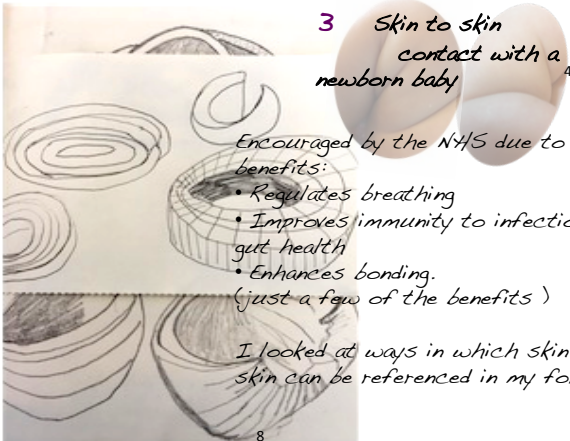 3 Skin to skin
contact with a
newborn baby
4
Encouraged by the NHS due to
benefits:
• Regulates breathing
• Improves immunity to infectio
gut health
• Enhances bonding.
(just a few of the benefits )
I looked at ways in which skin
skin can be referenced in my fo
8